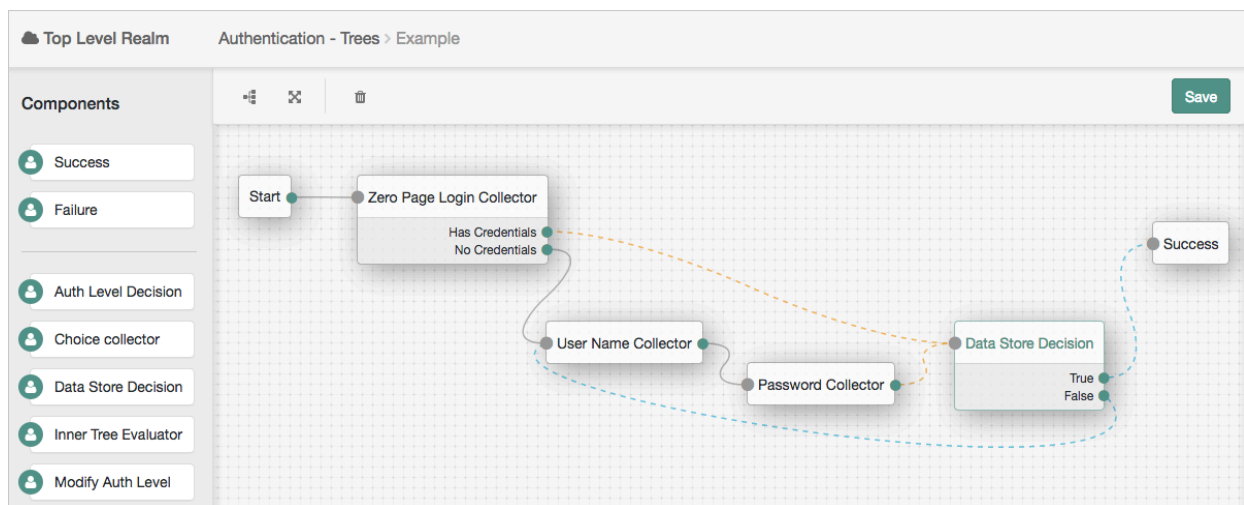 Top Level Realm
Authentication - Trees > Example
Components
Save
Success
Failure
Auth Level Decision
Choice collector
Data Store Decision
Inner Tree Evaluator
Modify Auth Level
Start
Zero Page Login Collector
Has Credentials
No Credentials
User Name Collector
Password Collector
Data Store Decision
True
False
Success